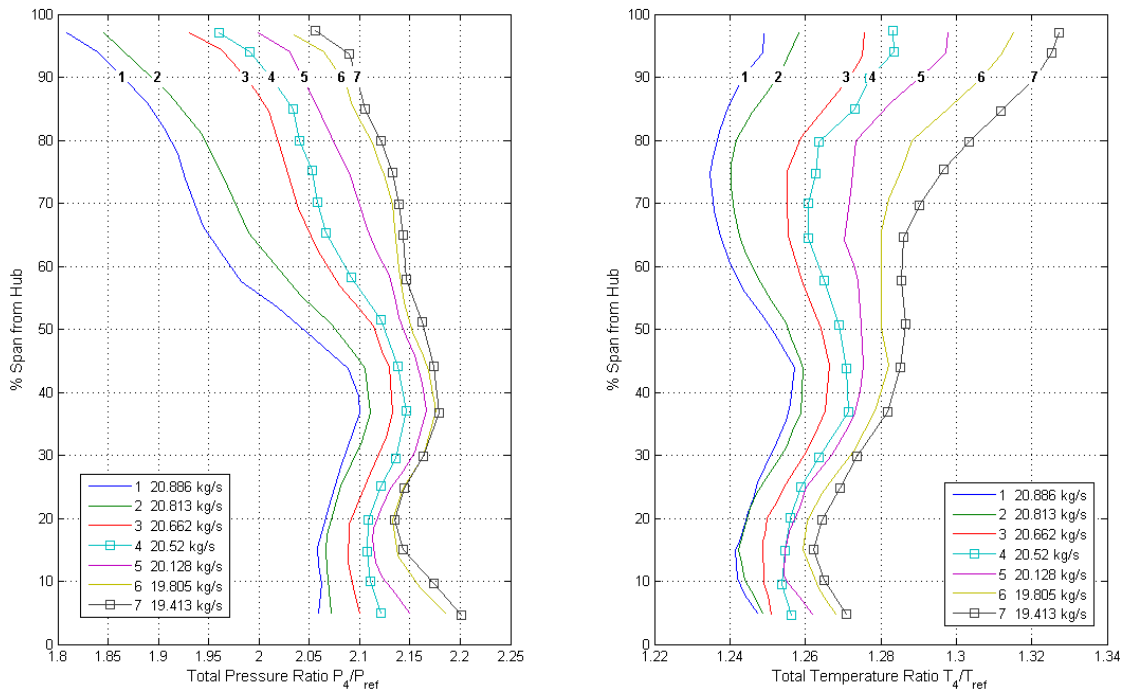 100
90
80
70
60
50
40
30
20
10
0
% Span from Hub
1 2 3 4 5 6 7
1 20.886 kg/s
2 20.813 kg/s
3 20.662 kg/s
4 20.52 kg/s
5 20.128 kg/s
6 19.805 kg/s
7 19.413 kg/s
1.8 1.85 1.9 1.95 2 2.05 2.1 2.15 2.2 2.25
Total Pressure Ratio P4/Pref
100
90
80
70
60
50
40
30
20
10
0
% Span from Hub
1 2 3 4 5 6 7
1 20.886 kg/s
2 20.813 kg/s
3 20.662 kg/s
4 20.52 kg/s
5 20.128 kg/s
6 19.805 kg/s
7 19.413 kg/s
1.22 1.24 1.26 1.28 1.3 1.32 1.34
Total Temperature Ratio T4/Tref